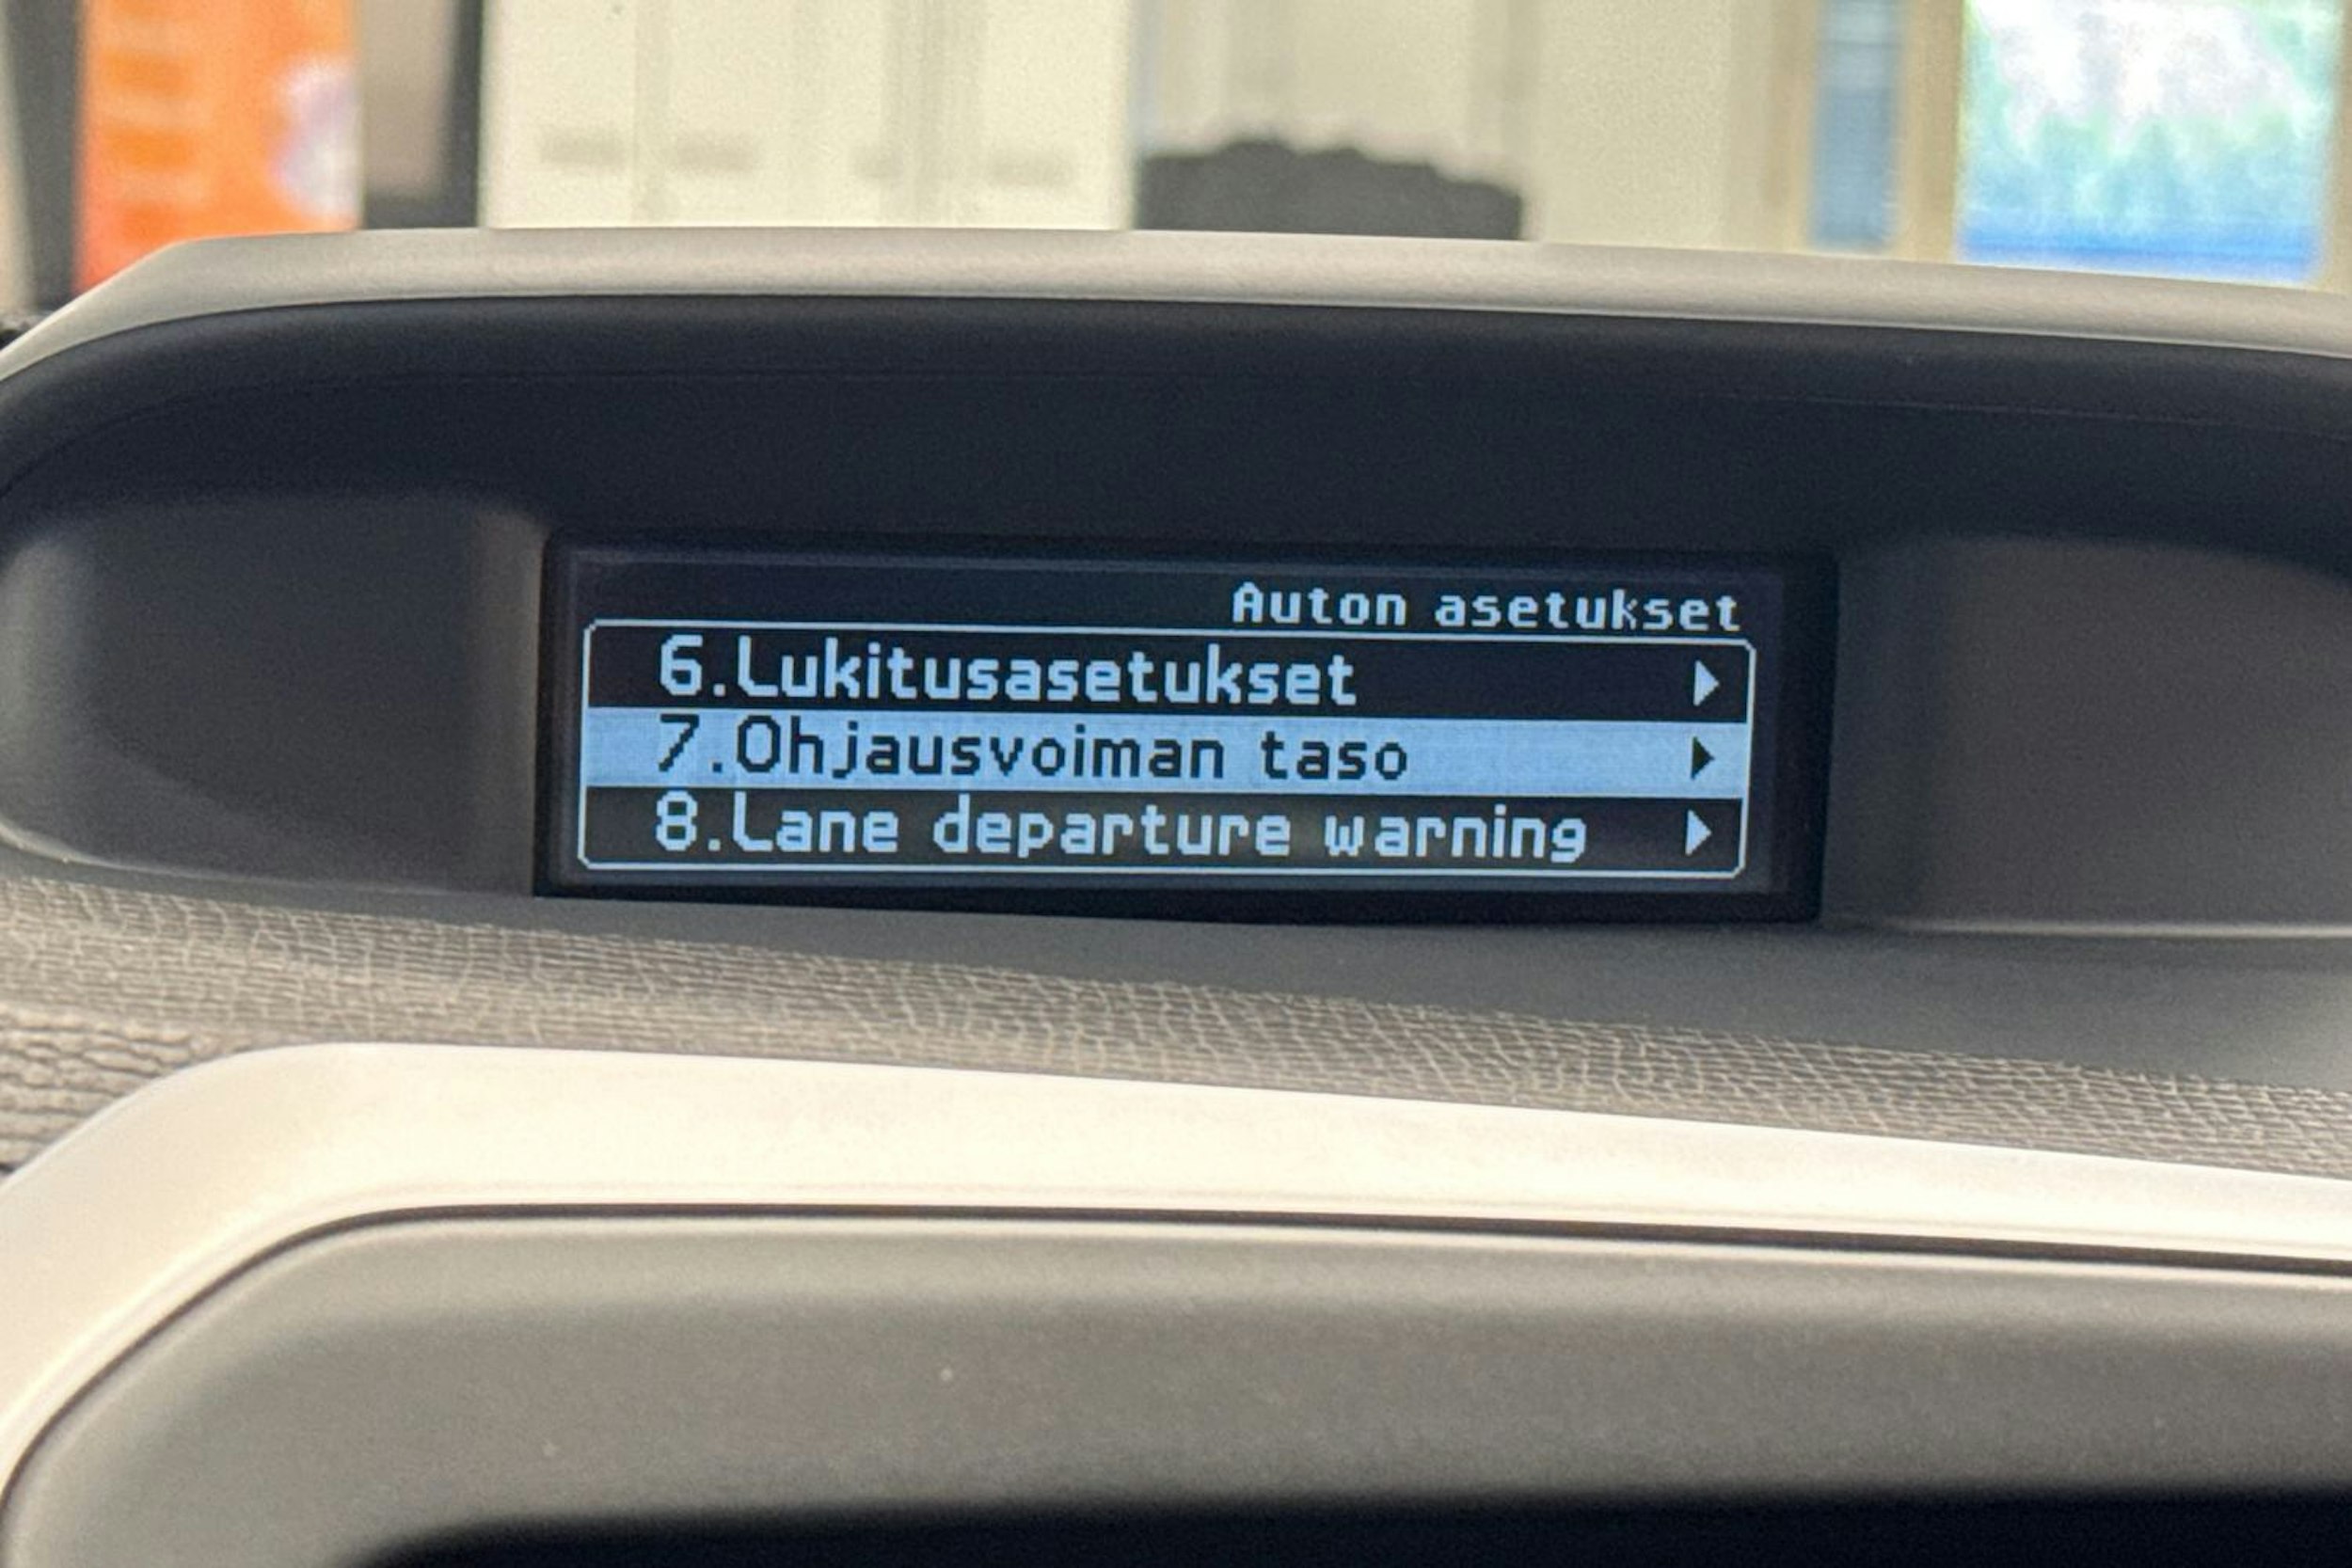 Auton asetukset
6.Lukitusasetukset
7.Ohjausvoiman taso
8.Lane departure warning